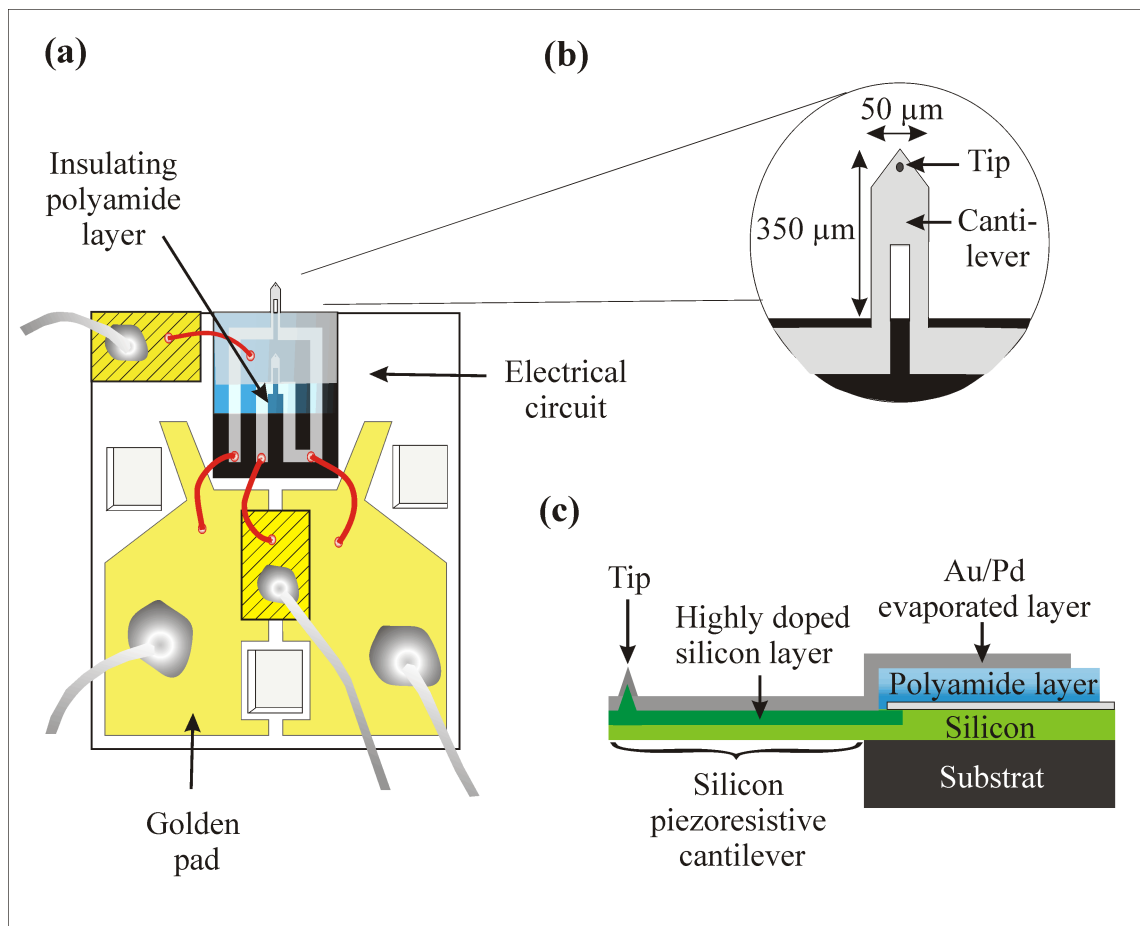 (a)
Insulating
polyamide
layer
Electrical
circuit
Golden
pad
(b)
50 µm
Tip
350 µm
Canti-
lever
(c)
Tip
Highly doped
silicon layer
Au/Pd
evaporated layer
Polyamide layer
Silicon
Substrat
Silicon
piezoresistive
cantilever